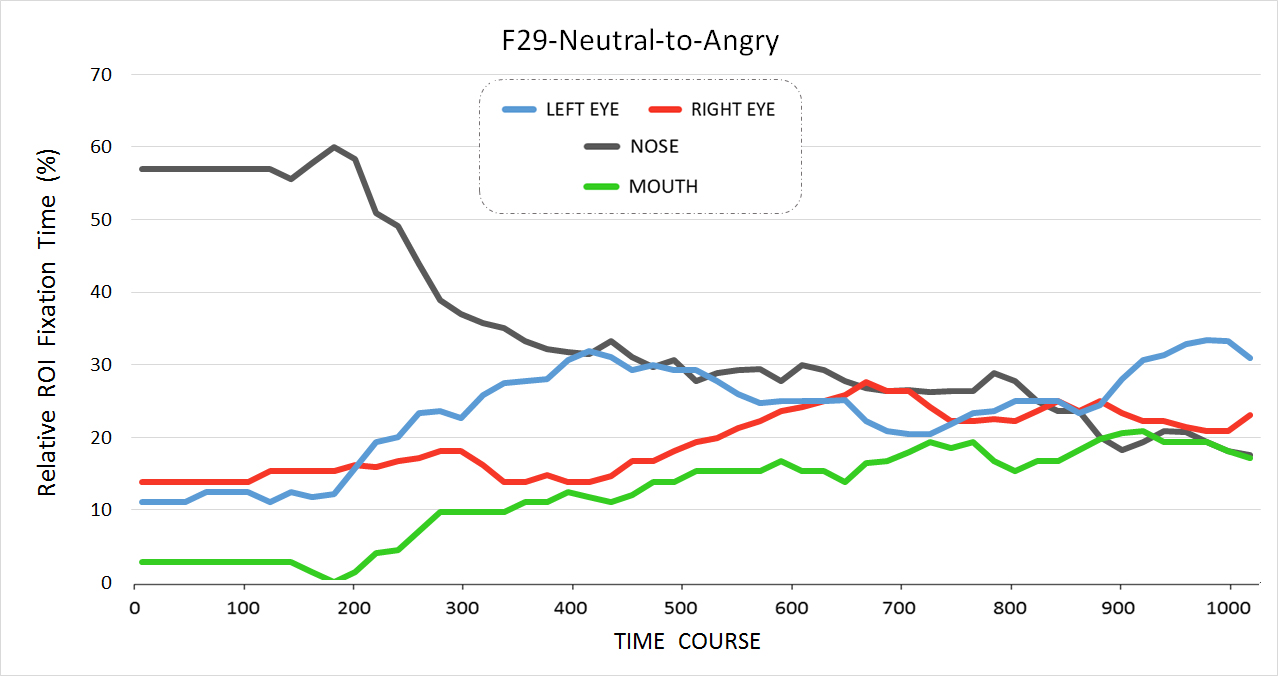 F29-Neutral-to-Angry
LEFT EYE RIGHT EYE
NOSE
MOUTH
Relative ROI Fixation Time (%)
70
60
50
40
30
20
10
0
0 100 200 300 400 500 600 700 800 900 1000
TIME COURSE